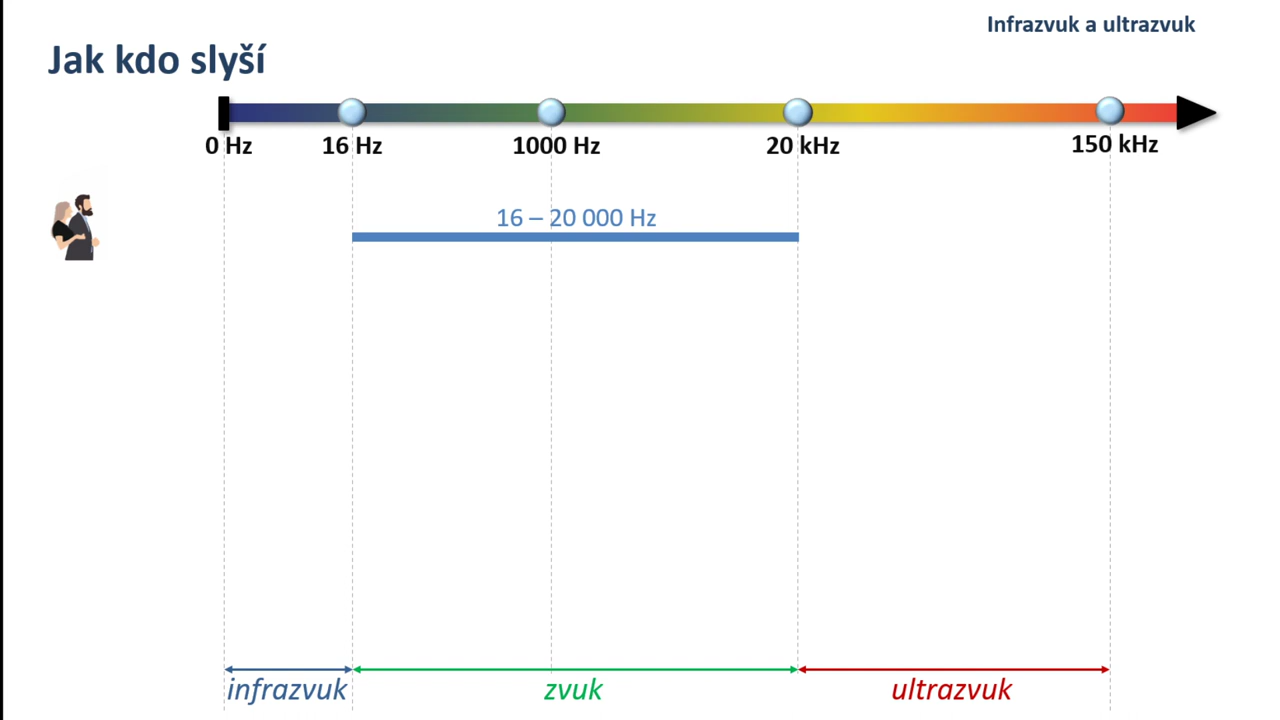 Infrazvuk a ultrazvuk
Jak kdo slyší
0 Hz 16 Hz 1000 Hz 20 kHz 150 kHz
16 – 20 000 Hz
infrazvuk zvuk ultrazvuk